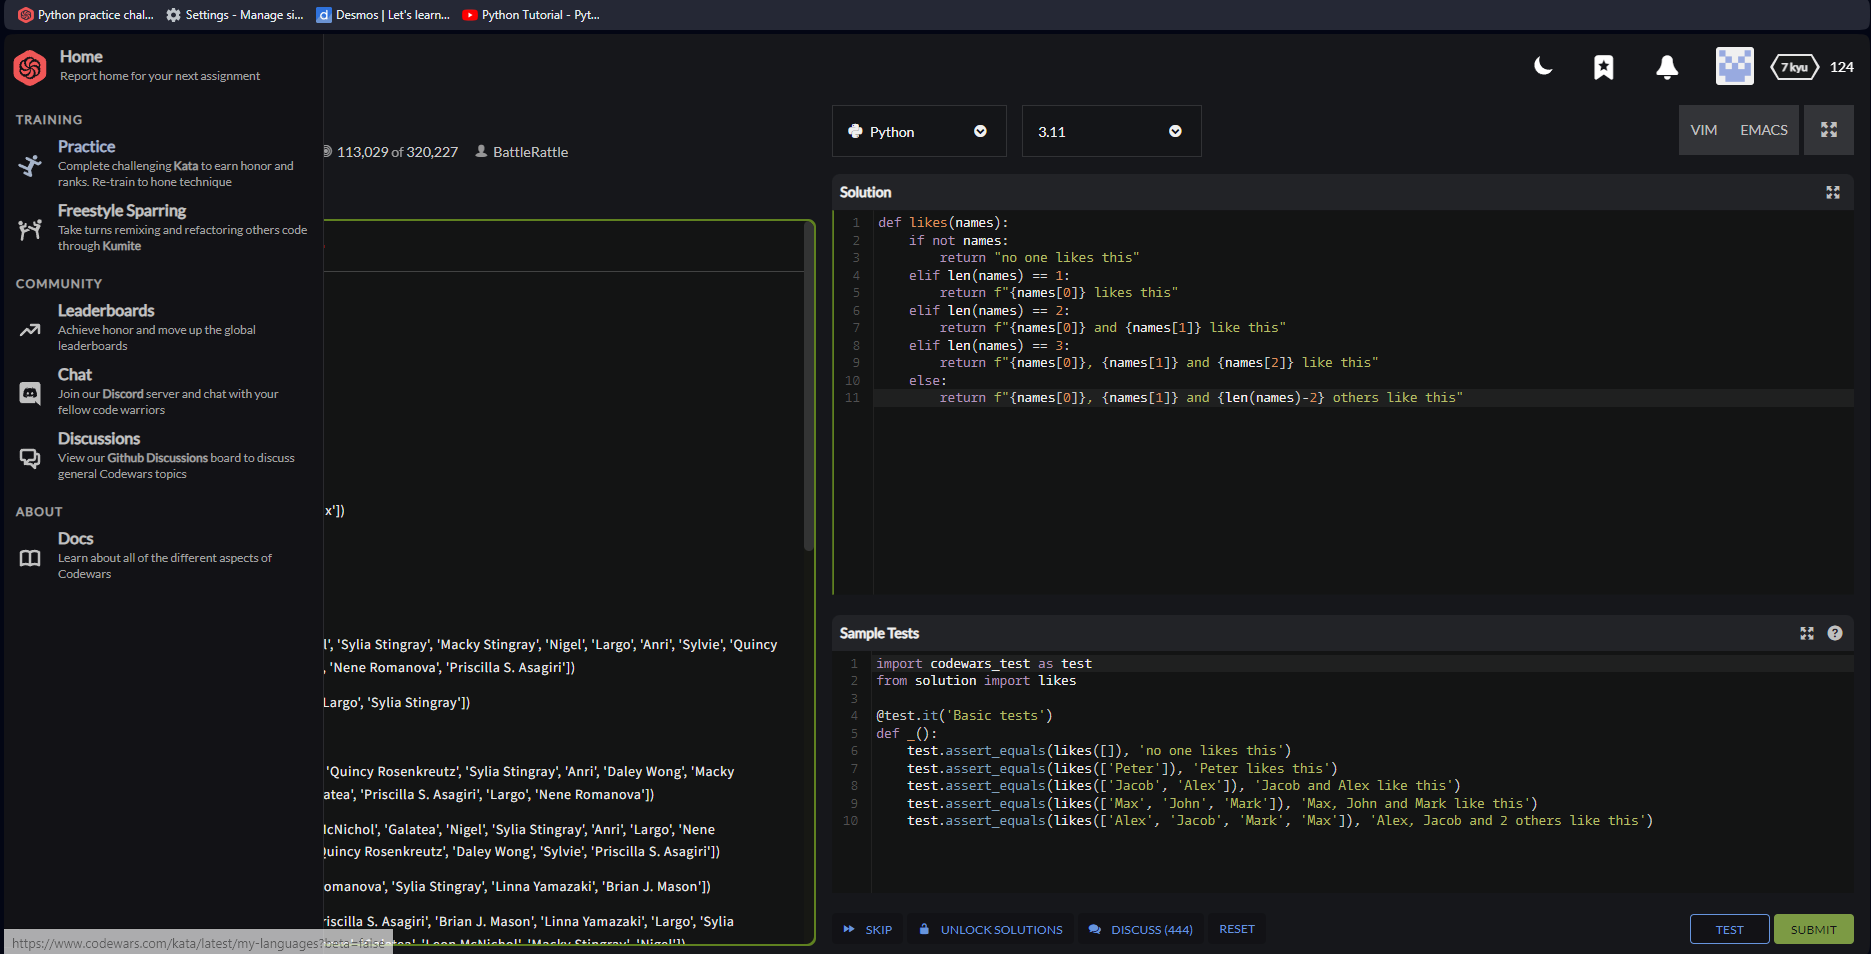 Python practice chal...
Settings - Manage si...
Desmos | Let's learn...
Python Tutorial - Pyt...
Home
Report home for your next assignment
7 kyu
124
TRAINING
Practice
Complete challenging Kata to earn honor and
ranks. Re-train to hone technique
Freestyle Sparring
Take turns remixing and refactoring others code
through Kumite
COMMUNITY
Leaderboards
Achieve honor and move up the global
leaderboards
Chat
Join our Discord server and chat with your
fellow code warriors
Discussions
View our Github Discussions board to discuss
general Codewars topics
ABOUT
Docs
Learn about all of the different aspects of
Codewars
113,029 of 320,227
BattleRattle
x'])
l', 'Sylia Stingray', 'Macky Stingray', 'Nigel', 'Largo', 'Anri', 'Sylvie', 'Quincy
, 'Nene Romanova', 'Priscilla S. Asagiri'])
Largo', 'Sylia Stingray'])
'Quincy Rosenkreutz', 'Sylia Stingray', 'Anri', 'Daley Wong', 'Macky
atea', 'Priscilla S. Asagiri', 'Largo', 'Nene Romanova'])
McNichol', 'Galatea', 'Nigel', 'Sylia Stingray', 'Anri', 'Largo', 'Nene
Quincy Rosenkreutz', 'Daley Wong', 'Sylvie', 'Priscilla S. Asagiri'])
omanova', 'Sylia Stingray', 'Linna Yamazaki', 'Brian J. Mason'])
riscilla S. Asagiri', 'Brian J. Mason', 'Linna Yamazaki', 'Largo', 'Sylia
'Leon McNichol', 'Macky Stingray', 'Nigel'])
https://www.codewars.com/kata/latest/my-languages?beta=false
Python
3.11
VIM
EMACS
Solution
1 def likes(names):
2 if not names:
3 return "no one likes this"
4 elif len(names) == 1:
5 return f"{names[0]} likes this"
6 elif len(names) == 2:
7 return f"{names[0]} and {names[1]} like this"
8 elif len(names) == 3:
9 return f"{names[0]}, {names[1]} and {names[2]} like this"
10 else:
11 return f"{names[0]}, {names[1]} and {len(names)-2} others like this"
Sample Tests
1 import codewars_test as test
2 from solution import likes
3
4 @test.it('Basic tests')
5 def _():
6 test.assert_equals(likes([]), 'no one likes this')
7 test.assert_equals(likes(['Peter']), 'Peter likes this')
8 test.assert_equals(likes(['Jacob', 'Alex']), 'Jacob and Alex like this')
9 test.assert_equals(likes(['Max', 'John', 'Mark']), 'Max, John and Mark like this')
10 test.assert_equals(likes(['Alex', 'Jacob', 'Mark', 'Max']), 'Alex, Jacob and 2 others like this')
SKIP
UNLOCK SOLUTIONS
DISCUSS (444)
RESET
TEST
SUBMIT